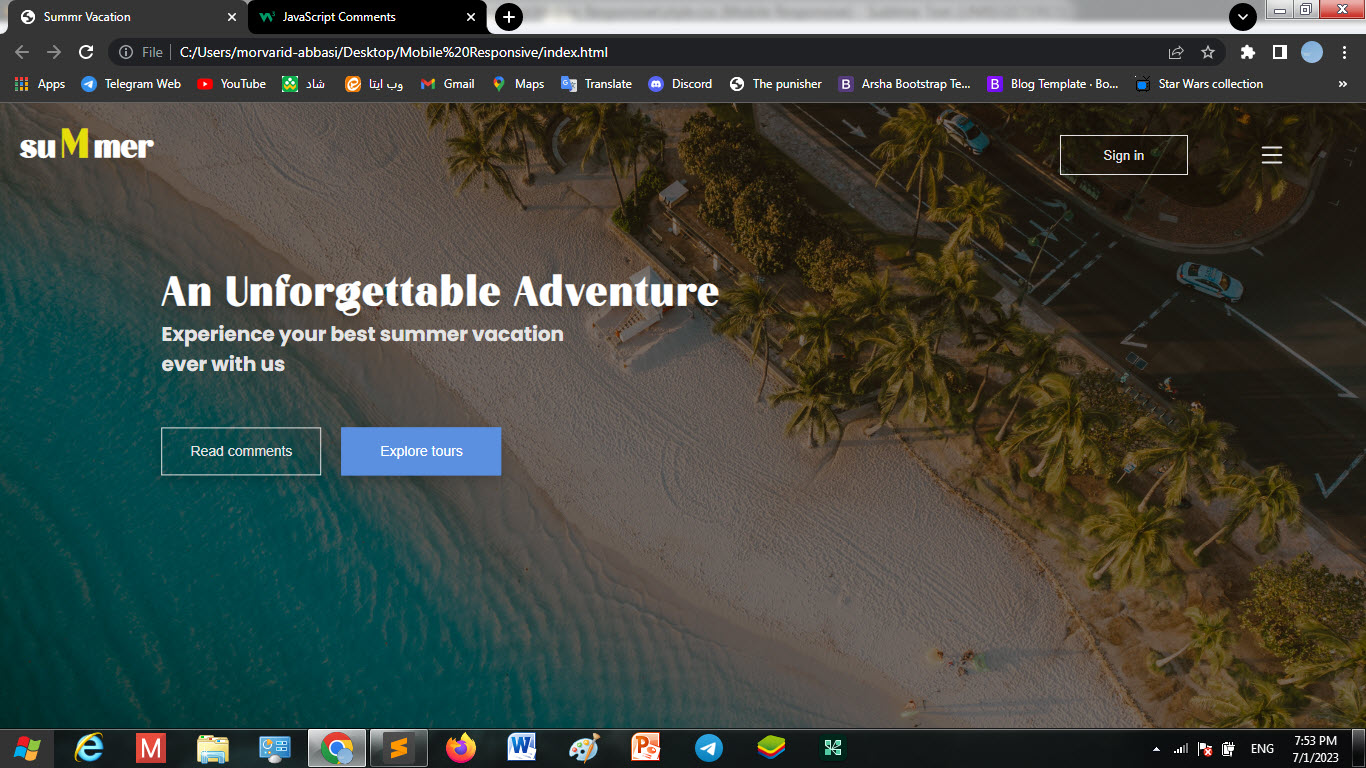 Summr Vacation
JavaScript Comments
File
C:/Users/morvarid-abbasi/Desktop/Mobile%20Responsive/index.html
Apps
Telegram Web
YouTube
شاد
وب ایتا
Gmail
Maps
Translate
Discord
The punisher
B
Arsha Bootstrap Te...
B
Blog Template · Bo...
Star Wars collection
»
suMmer
Sign in
An Unforgettable Adventure
Experience your best summer vacation
ever with us
Read comments
Explore tours
ENG
7:53 PM
7/1/2023